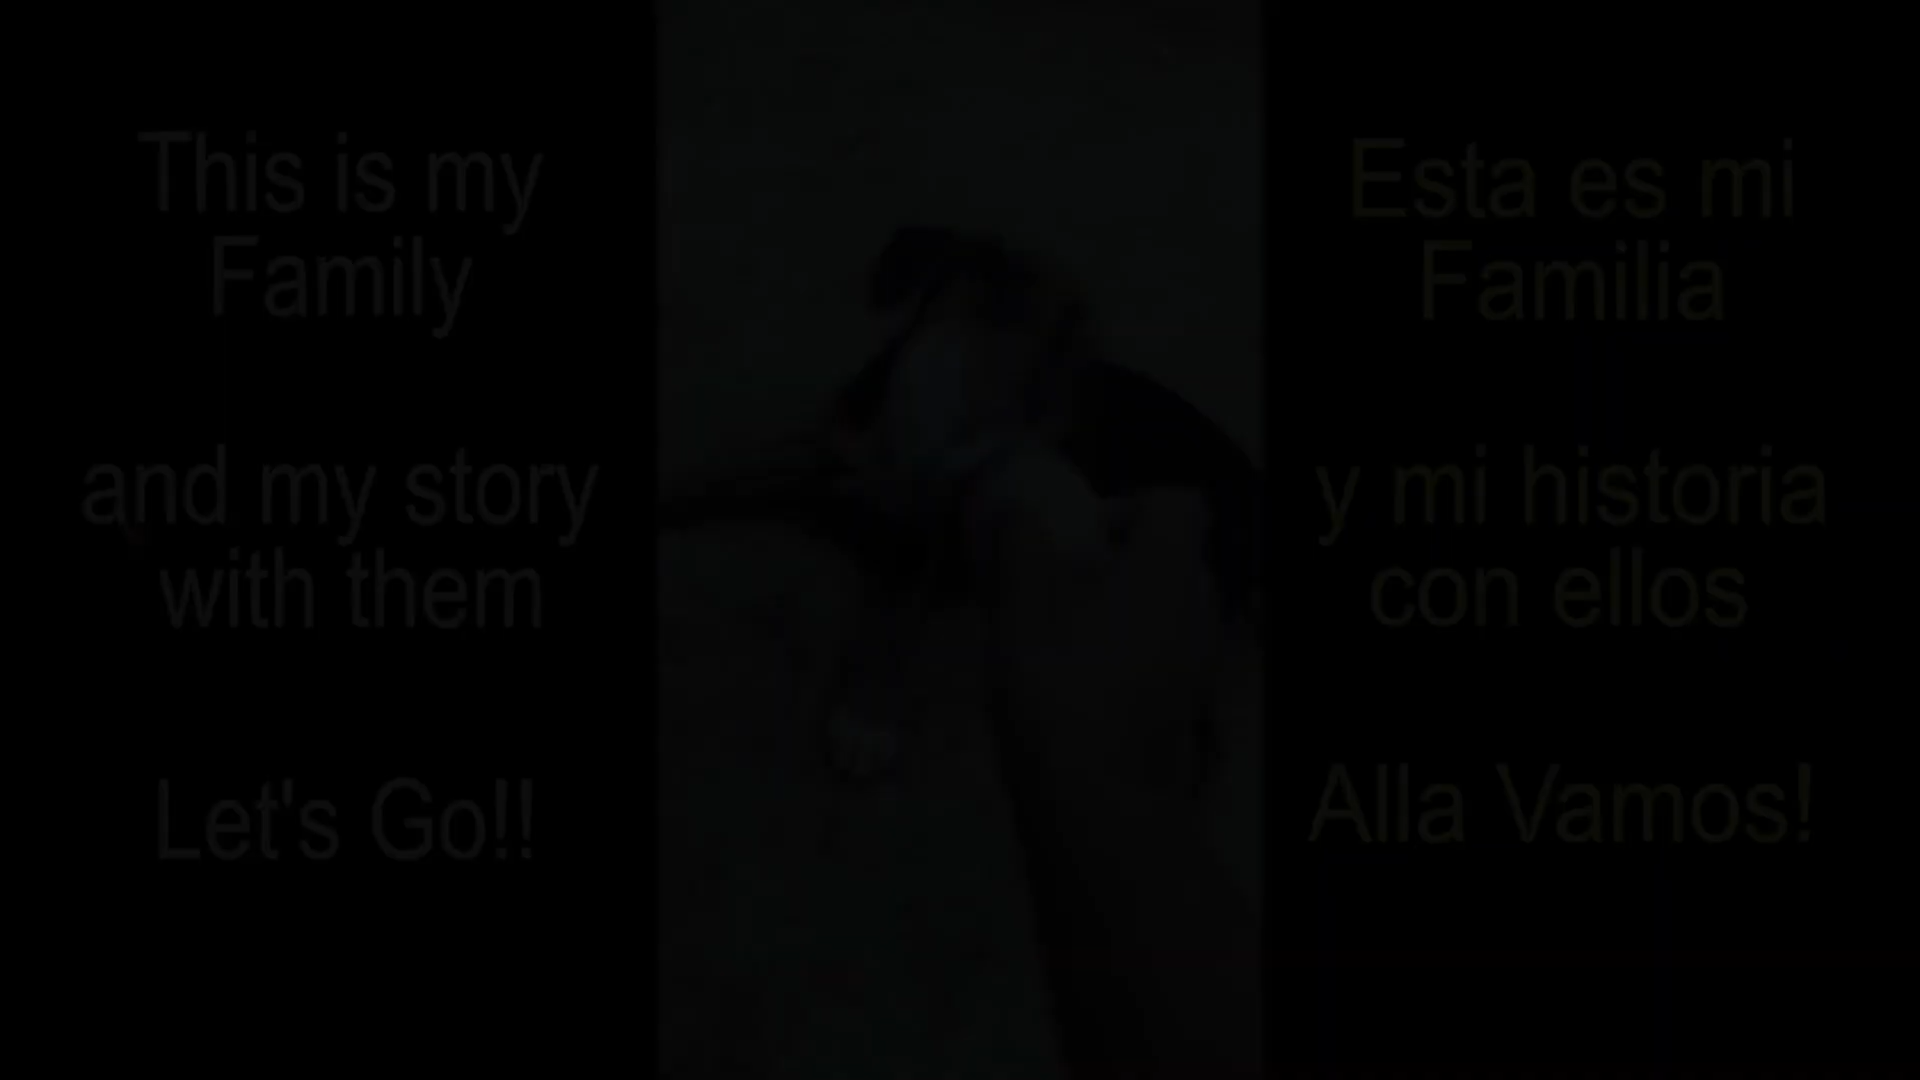 This is my
Family
and my story
with them
Let's Go!!
Esta es mi
Familia
y mi historia
con ellos
Alla Vamos!